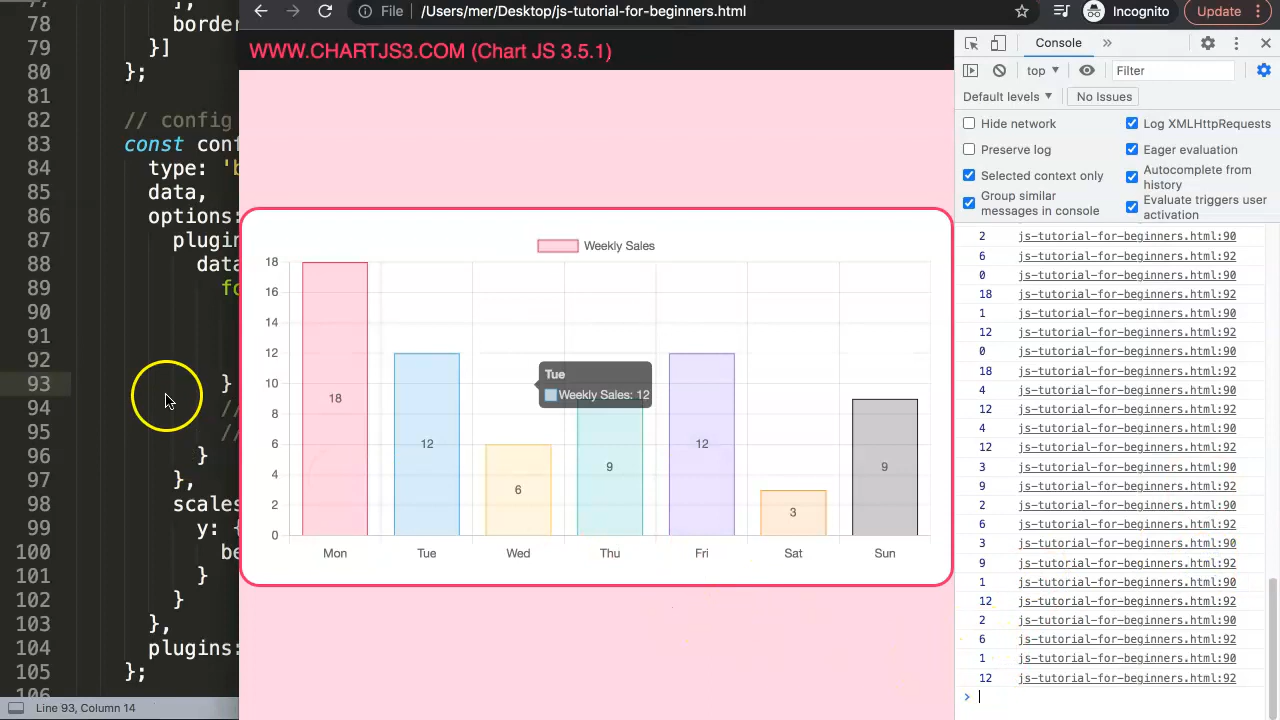 77 ],
78 border
79 }]
80 };
81
82 // config
83 const conf
84 type: 'b
85 data,
86 options:
87 plugin
88 data
89 fo
90
91
92
93 }
94 //
95 //
96 }
97 },
98 scales
99 y: {
100 be
101 }
102 }
103 },
104 plugins:
105 };
106
Line 93, Column 14
File /Users/mer/Desktop/js-tutorial-for-beginners.html
Incognito
Update
WWW.CHARTJS3.COM (Chart JS 3.5.1)
Weekly Sales
18
16
14
12
10
8
6
4
2
0
18
12
6
9
12
3
9
Tue
Weekly Sales: 12
Mon Tue Wed Thu Fri Sat Sun
Console
top
Filter
Default levels
No Issues
Hide network
Log XMLHttpRequests
Preserve log
Eager evaluation
Selected context only
Autocomplete from
history
Group similar
messages in console
Evaluate triggers user
activation
2 js-tutorial-for-beginners.html:90
6 js-tutorial-for-beginners.html:92
0 js-tutorial-for-beginners.html:90
18 js-tutorial-for-beginners.html:92
1 js-tutorial-for-beginners.html:90
12 js-tutorial-for-beginners.html:92
0 js-tutorial-for-beginners.html:90
18 js-tutorial-for-beginners.html:92
4 js-tutorial-for-beginners.html:90
12 js-tutorial-for-beginners.html:92
4 js-tutorial-for-beginners.html:90
12 js-tutorial-for-beginners.html:92
3 js-tutorial-for-beginners.html:90
9 js-tutorial-for-beginners.html:92
2 js-tutorial-for-beginners.html:90
6 js-tutorial-for-beginners.html:92
3 js-tutorial-for-beginners.html:90
9 js-tutorial-for-beginners.html:92
1 js-tutorial-for-beginners.html:90
12 js-tutorial-for-beginners.html:92
2 js-tutorial-for-beginners.html:90
6 js-tutorial-for-beginners.html:92
1 js-tutorial-for-beginners.html:90
12 js-tutorial-for-beginners.html:92